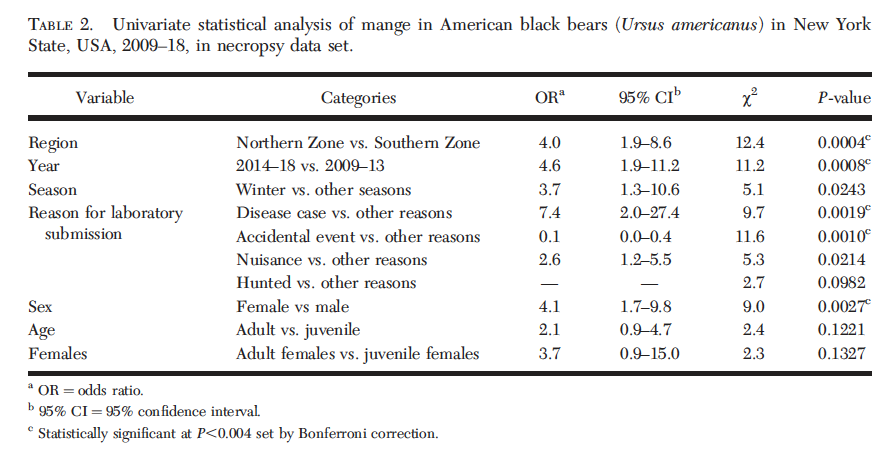 TABLE 2. Univariate statistical analysis of mange in American black bears (Ursus americanus) in New York
State, USA, 2009–18, in necropsy data set.
Variable Categories ORa 95% CIb χ2 P-value
Region Northern Zone vs. Southern Zone 4.0 1.9–8.6 12.4 0.0004c
Year 2014–18 vs. 2009–13 4.6 1.9–11.2 11.2 0.0008c
Season Winter vs. other seasons 3.7 1.3–10.6 5.1 0.0243
Reason for laboratory Disease case vs. other reasons 7.4 2.0–27.4 9.7 0.0019c
submission Accidental event vs. other reasons 0.1 0.0–0.4 11.6 0.0010c
Nuisance vs. other reasons 2.6 1.2–5.5 5.3 0.0214
Hunted vs. other reasons — — 2.7 0.0982
Sex Female vs male 4.1 1.7–9.8 9.0 0.0027c
Age Adult vs. juvenile 2.1 0.9–4.7 2.4 0.1221
Females Adult females vs. juvenile females 3.7 0.9–15.0 2.3 0.1327
a OR = odds ratio.
b 95% CI = 95% confidence interval.
c Statistically significant at P<0.004 set by Bonferroni correction.